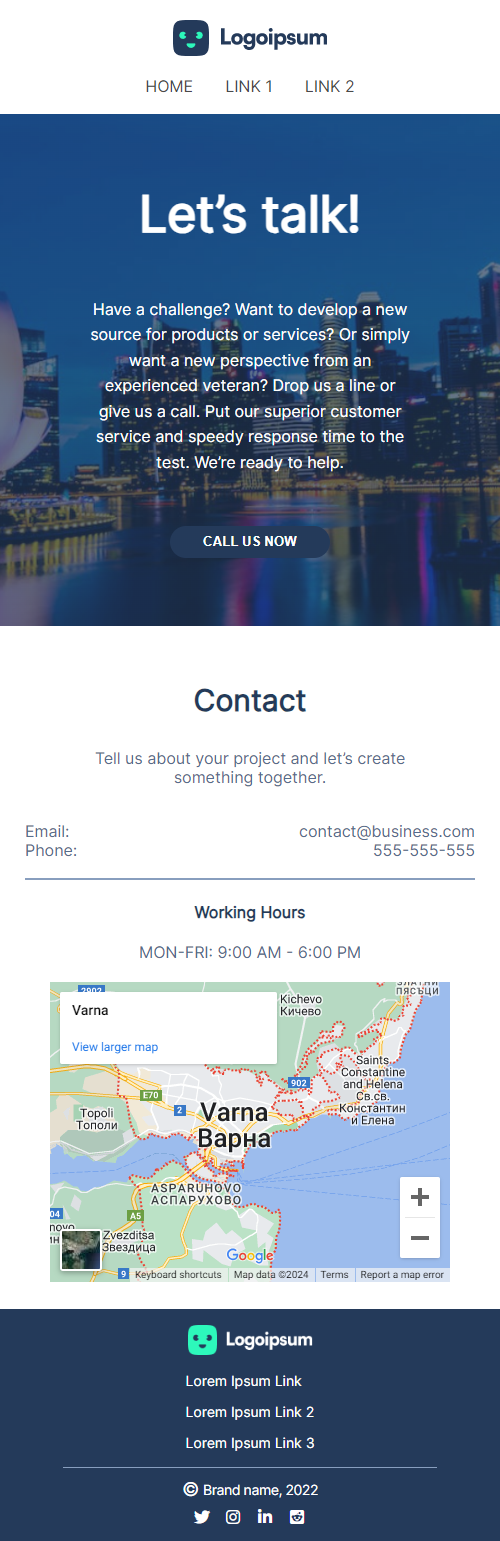 Logoipsum
HOME LINK 1 LINK 2
Let's talk!
Have a challenge? Want to develop a new
source for products or services? Or simply
want a new perspective from an
experienced veteran? Drop us a line or
give us a call. Put our superior customer
service and speedy response time to the
test. We're ready to help.
CALL US NOW
Contact
Tell us about your project and let's create
something together.
Email: contact@business.com
Phone: 555-555-555
Working Hours
MON-FRI: 9:00 AM - 6:00 PM
2902
ПЯСЪЦИ
Varna
View larger map
Kichevo
Кичево
902
Saints
Constantine
and Helena
Св.св.
Константин
и Елена
E70
2
Topoli
Тополи
Varna
Варна
ASPARUHOVO
АСПАРУХОВО
04
A5
Zvezditsa
Звездица
Google
9
Keyboard shortcuts Map data ©2024 Terms Report a map error
Logoipsum
Lorem Ipsum Link
Lorem Ipsum Link 2
Lorem Ipsum Link 3
© Brand name, 2022